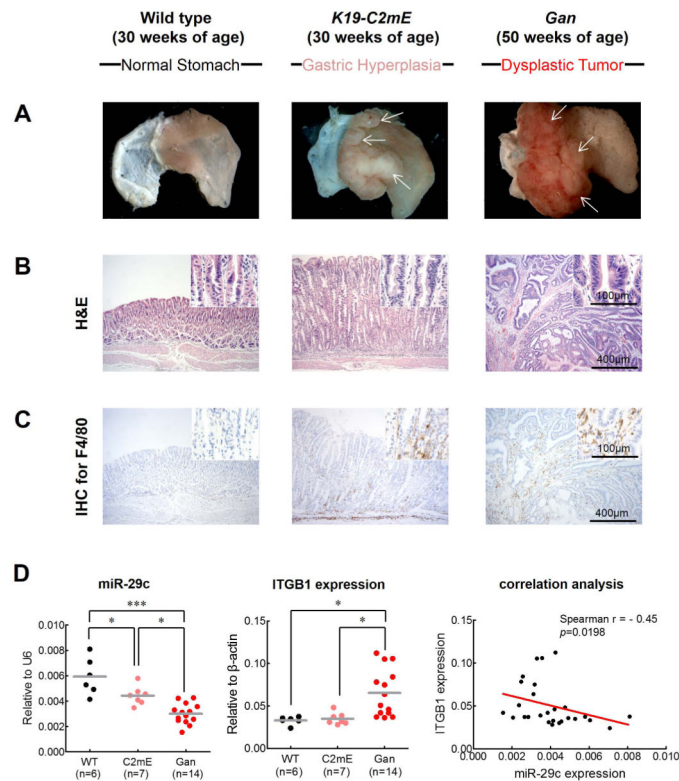 Wild type
(30 weeks of age)
Normal Stomach
K19-C2mE
(30 weeks of age)
Gastric Hyperplasia
Gan
(50 weeks of age)
Dysplastic Tumor
A
B
H&E
100μm
400μm
C
IHC for F4/80
100μm
400μm
D
miR-29c
***
*
*
Relative to U6
0.010
0.008
0.006
0.004
0.002
0.000
WT
(n=6)
C2mE
(n=7)
Gan
(n=14)
ITGB1 expression
*
*
Relative to β-actin
0.15
0.10
0.05
0.00
WT
(n=6)
C2mE
(n=7)
Gan
(n=14)
correlation analysis
Spearman r = - 0.45
p=0.0198
ITGB1 expression
0.15
0.10
0.05
0.00
0.000
0.002
0.004
0.006
0.008
0.010
miR-29c expression